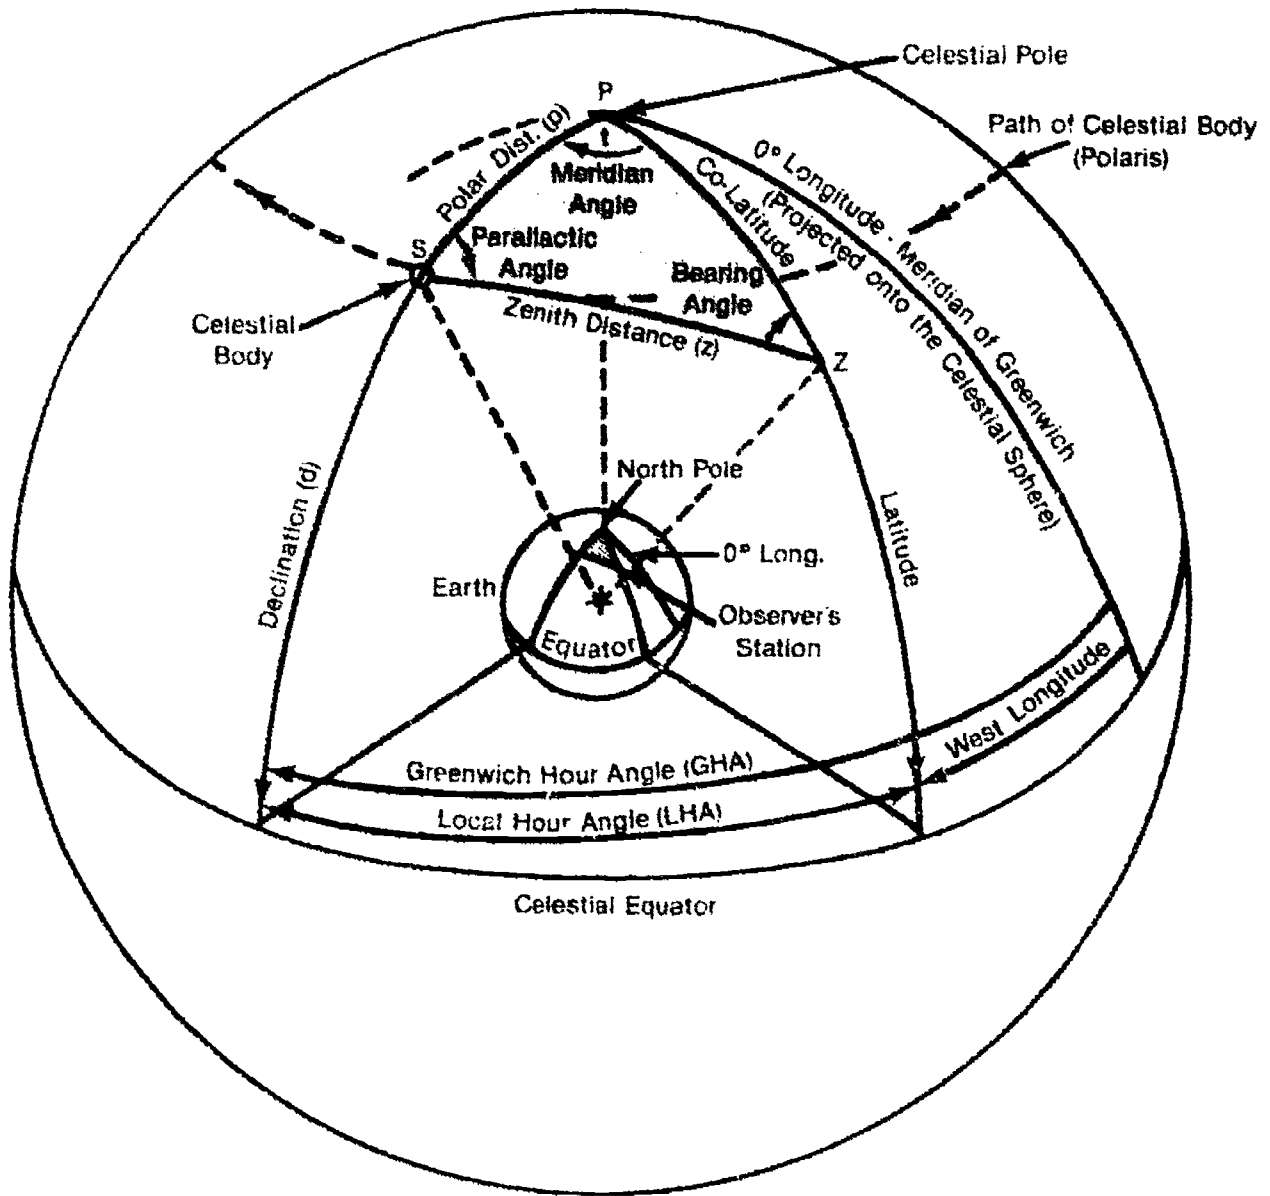 Celestial Pole
P
Path of Celestial Body
(Polaris)
Polar Dist. (p)
Meridian
Angle
Co-Latitude
0° Longitude - Meridian of Greenwich
(Projected onto the Celestial Sphere)
S
Parallactic
Angle
Bearing
Angle
Zenith Distance (z)
Celestial
Body
Z
North Pole
Declination (d)
Latitude
0° Long.
Earth
Observer's
Station
Equator
West Longitude
Greenwich Hour Angle (GHA)
Local Hour Angle (LHA)
Celestial Equator